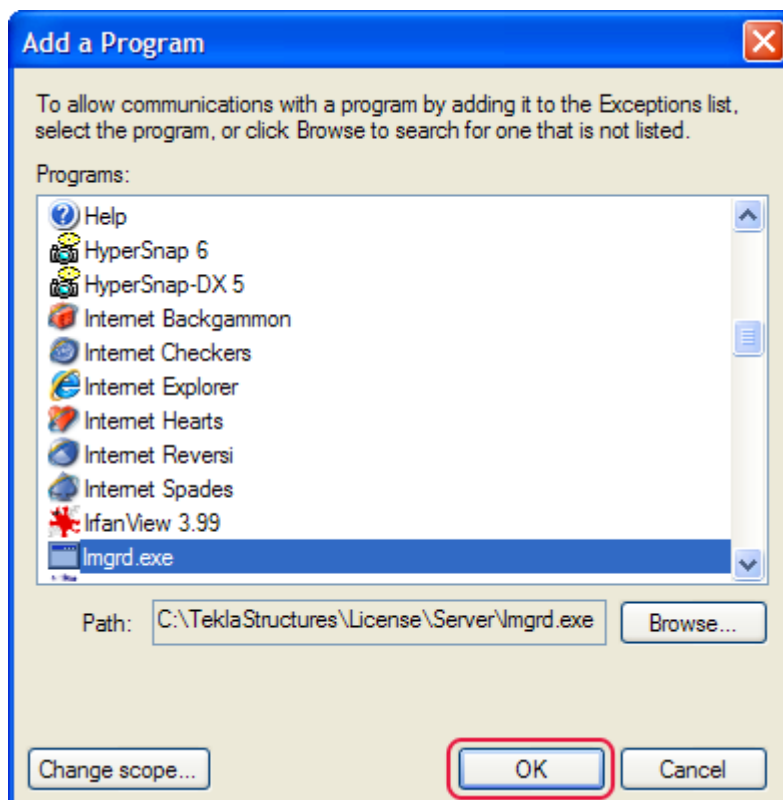 Add a Program
To allow communications with a program by adding it to the Exceptions list,
select the program, or click Browse to search for one that is not listed.
Programs:
Help
HyperSnap 6
HyperSnap-DX 5
Internet Backgammon
Internet Checkers
Internet Explorer
Internet Hearts
Internet Reversi
Internet Spades
IrfanView 3.99
lmgrd.exe
Path: C:\TeklaStructures\License\Server\lmgrd.exe Browse...
Change scope... OK Cancel